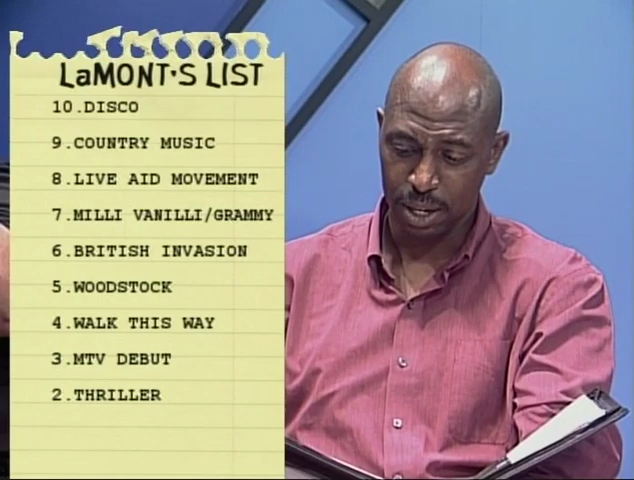 LaMONT'S LIST
10.DISCO
9.COUNTRY MUSIC
8.LIVE AID MOVEMENT
7.MILLI VANILLI/GRAMMY
6.BRITISH INVASION
5.WOODSTOCK
4.WALK THIS WAY
3.MTV DEBUT
2.THRILLER